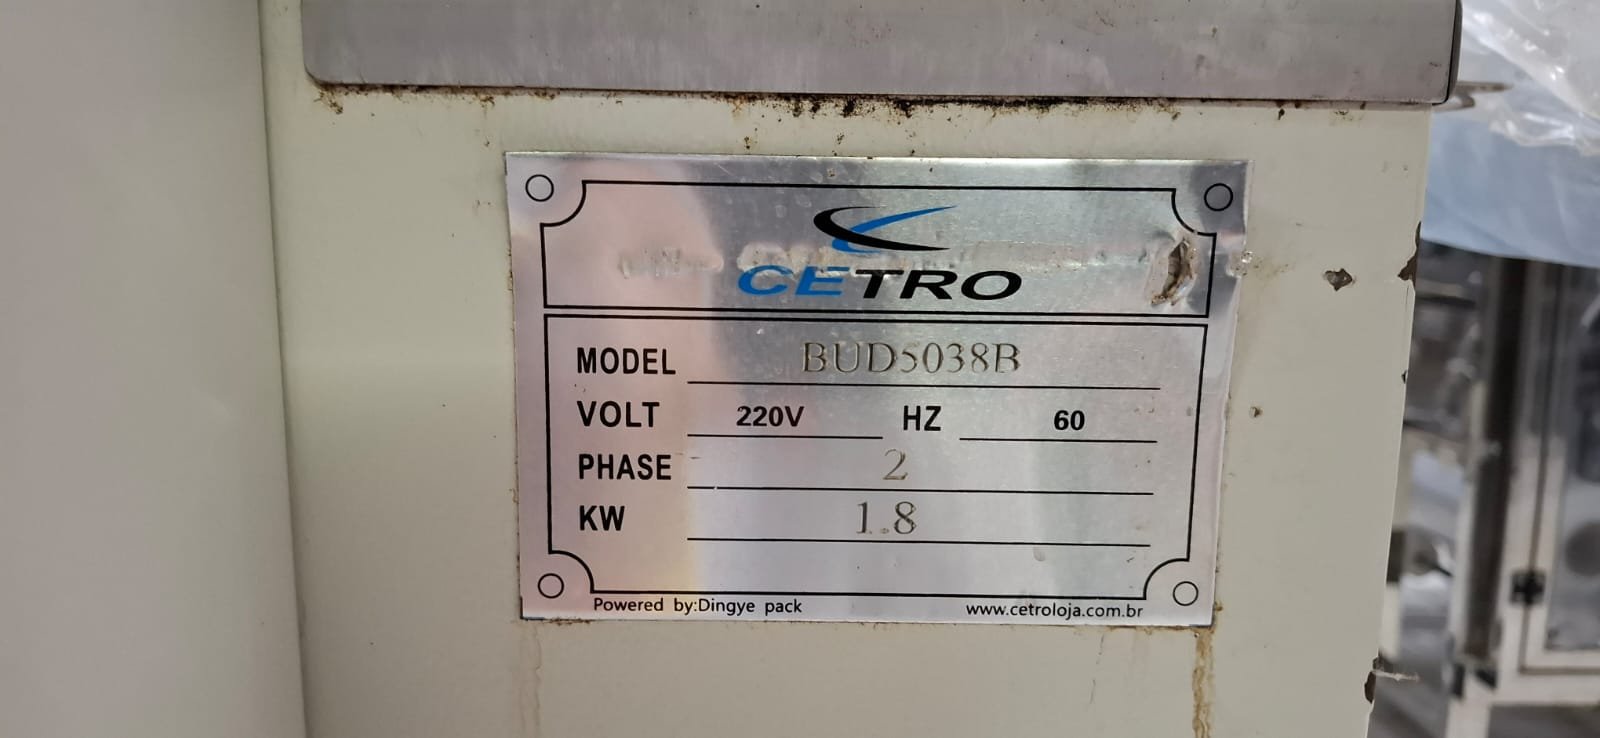 CETRO
MODEL BUD5038B
VOLT 220V HZ 60
PHASE 2
KW 1.8
Powered by:Dingye pack www.cetroloja.com.br